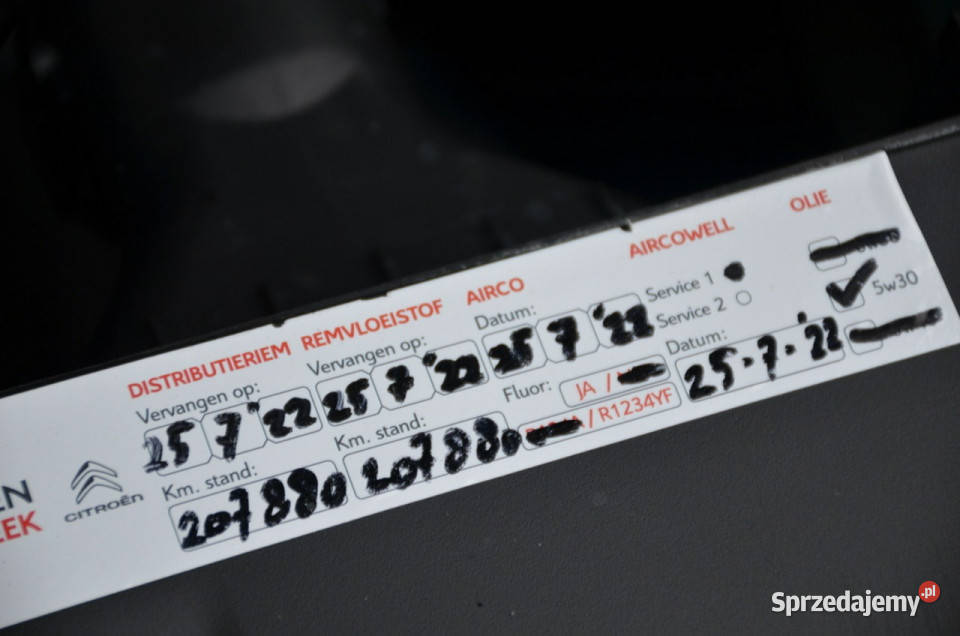 DISTRIBUTIERIEM
Vervangen op:
25 7 '22
Km. stand:
207880
REMVLOEISTOF
Vervangen op:
25 7 '22
Km. stand:
207880
AIRCO
Datum:
25 7 '22
Fluor: JA /
/ R1234YF
AIRCOWELL
Service 1
Service 2
Datum:
25-7-'22
OLIE
5w30
CITROËN
Sprzedajemy.pl